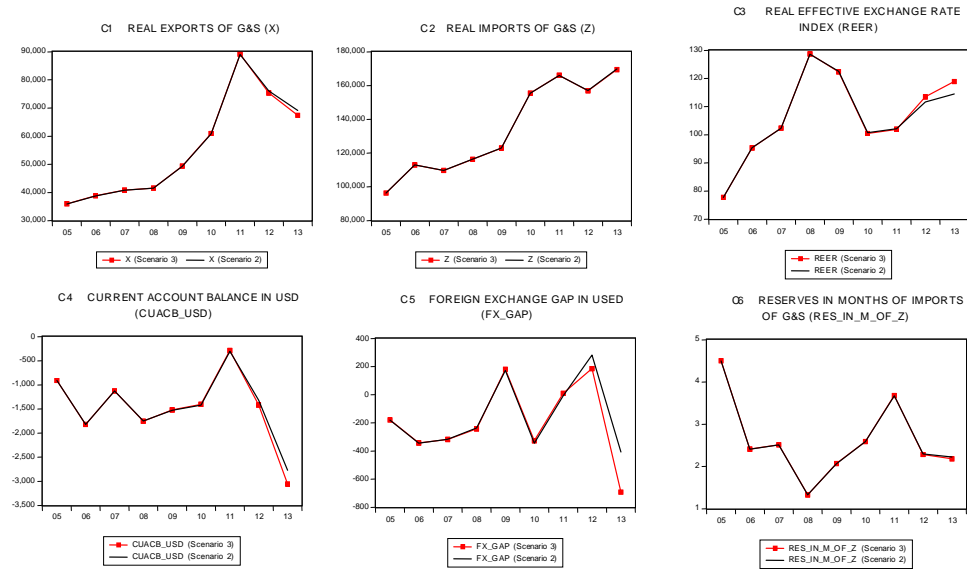 C1 REAL EXPORTS OF G&S (X)
90,000
80,000
70,000
60,000
50,000
40,000
30,000
05 06 07 08 09 10 11 12 13
X (Scenario 3) X (Scenario 2)
C2 REAL IMPORTS OF G&S (Z)
180,000
160,000
140,000
120,000
100,000
80,000
05 06 07 08 09 10 11 12 13
Z (Scenario 3) Z (Scenario 2)
C3 REAL EFFECTIVE EXCHANGE RATE
INDEX (REER)
130
120
110
100
90
80
70
05 06 07 08 09 10 11 12 13
REER (Scenario 3)
REER (Scenario 2)
C4 CURRENT ACCOUNT BALANCE IN USD
(CUACB_USD)
0
-500
-1,000
-1,500
-2,000
-2,500
-3,000
-3,500
05 06 07 08 09 10 11 12 13
CUACB_USD (Scenario 3)
CUACB_USD (Scenario 2)
C5 FOREIGN EXCHANGE GAP IN USED
(FX_GAP)
400
200
0
-200
-400
-600
-800
05 06 07 08 09 10 11 12 13
FX_GAP (Scenario 3)
FX_GAP (Scenario 2)
C6 RESERVES IN MONTHS OF IMPORTS
OF G&S (RES_IN_M_OF_Z)
5
4
3
2
1
05 06 07 08 09 10 11 12 13
RES_IN_M_OF_Z (Scenario 3)
RES_IN_M_OF_Z (Scenario 2)